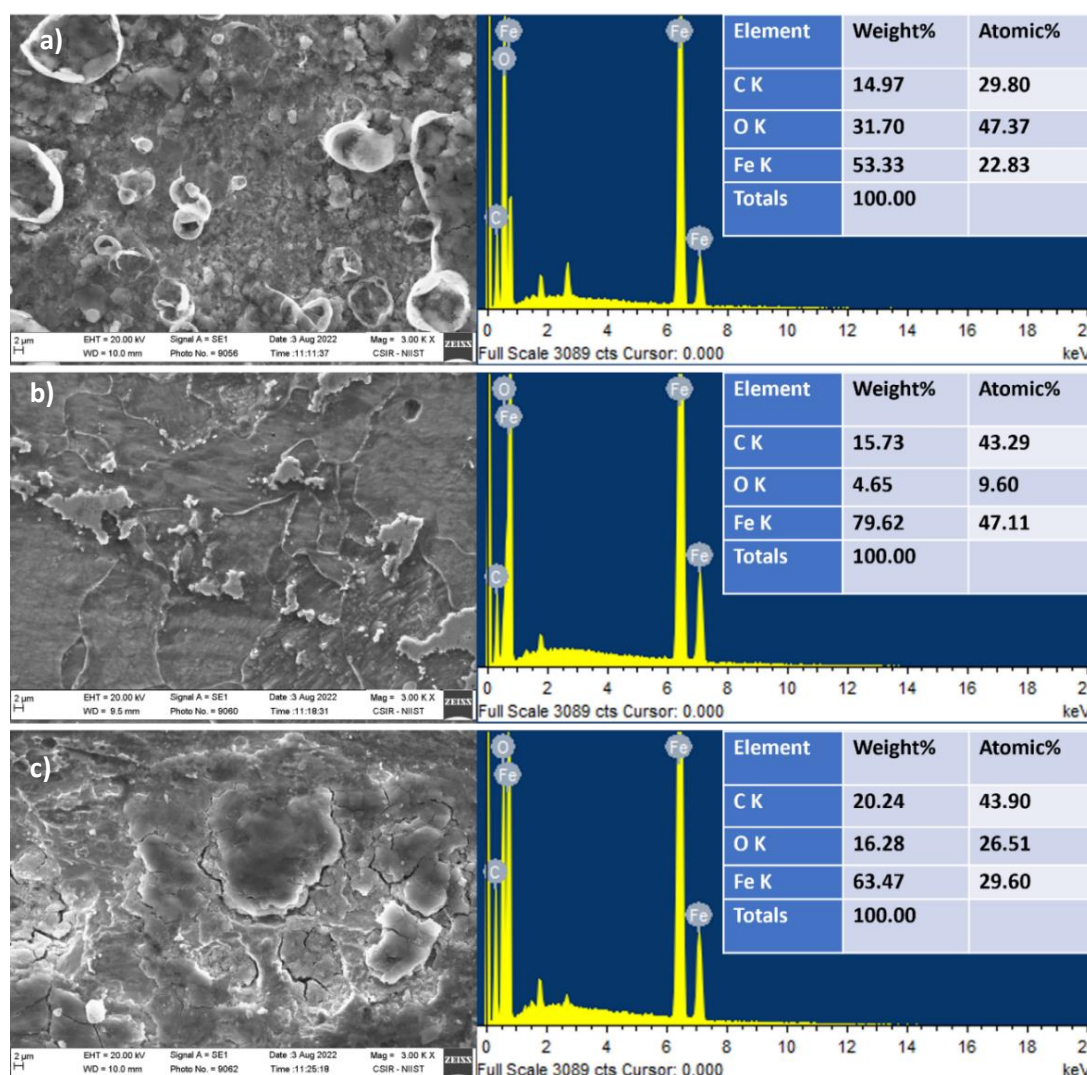 a)
2 µm
EHT = 20.00 kV Signal A = SE1 Date :3 Aug 2022 Mag = 3.00 K X
WD = 10.0 mm Photo No. = 9056 Time :11:11:37 CSIR - NIIST
ZEISS
Fe
O
C
Fe
Fe
0 2 4 6 8 10 12 14 16 18 20
Full Scale 3089 cts Cursor: 0.000
keV
Element Weight% Atomic%
C K 14.97 29.80
O K 31.70 47.37
Fe K 53.33 22.83
Totals 100.00
b)
2 µm
EHT = 20.00 kV Signal A = SE1 Date :3 Aug 2022 Mag = 3.00 K X
WD = 9.5 mm Photo No. = 9060 Time :11:18:31 CSIR - NIIST
ZEISS
O
Fe
C
Fe
Fe
0 2 4 6 8 10 12 14 16 18 20
Full Scale 3089 cts Cursor: 0.000
keV
Element Weight% Atomic%
C K 15.73 43.29
O K 4.65 9.60
Fe K 79.62 47.11
Totals 100.00
c)
2 µm
EHT = 20.00 kV Signal A = SE1 Date :3 Aug 2022 Mag = 3.00 K X
WD = 10.0 mm Photo No. = 9062 Time :11:25:18 CSIR - NIIST
ZEISS
O
Fe
C
Fe
Fe
0 2 4 6 8 10 12 14 16 18 20
Full Scale 3089 cts Cursor: 0.000
keV
Element Weight% Atomic%
C K 20.24 43.90
O K 16.28 26.51
Fe K 63.47 29.60
Totals 100.00